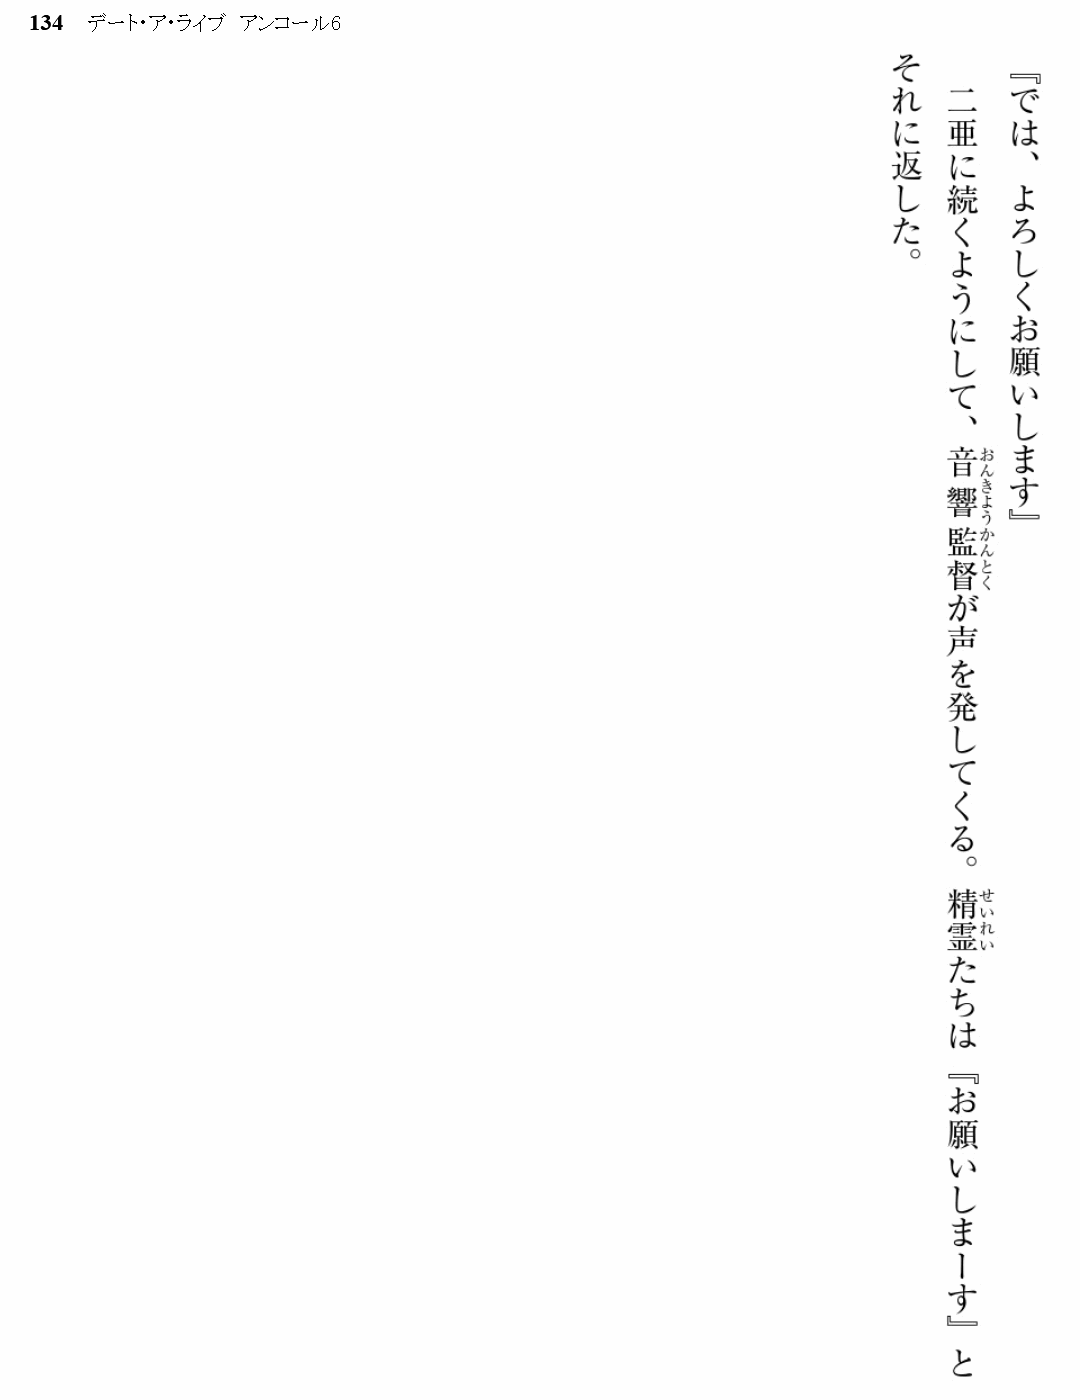 134 デート・ア・ライブ アンコール6
『では、よろしくお願いします』
二亜に続くようにして、音響監督が声を発してくる。精霊たちは『お願いしまーす』と
おんきようかんとく
せいれい
それに返した。